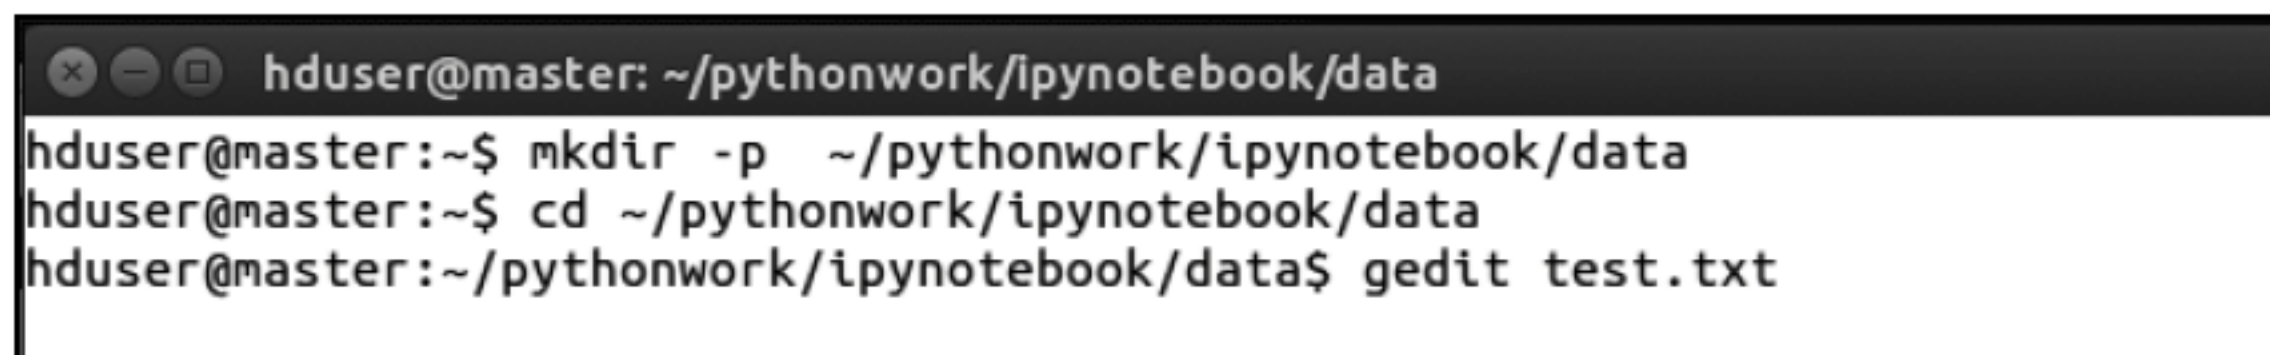 hduser@master: ~/pythonwork/ipynotebook/data
hduser@master:~$ mkdir -p  ~/pythonwork/ipynotebook/data
hduser@master:~$ cd ~/pythonwork/ipynotebook/data
hduser@master:~/pythonwork/ipynotebook/data$ gedit test.txt